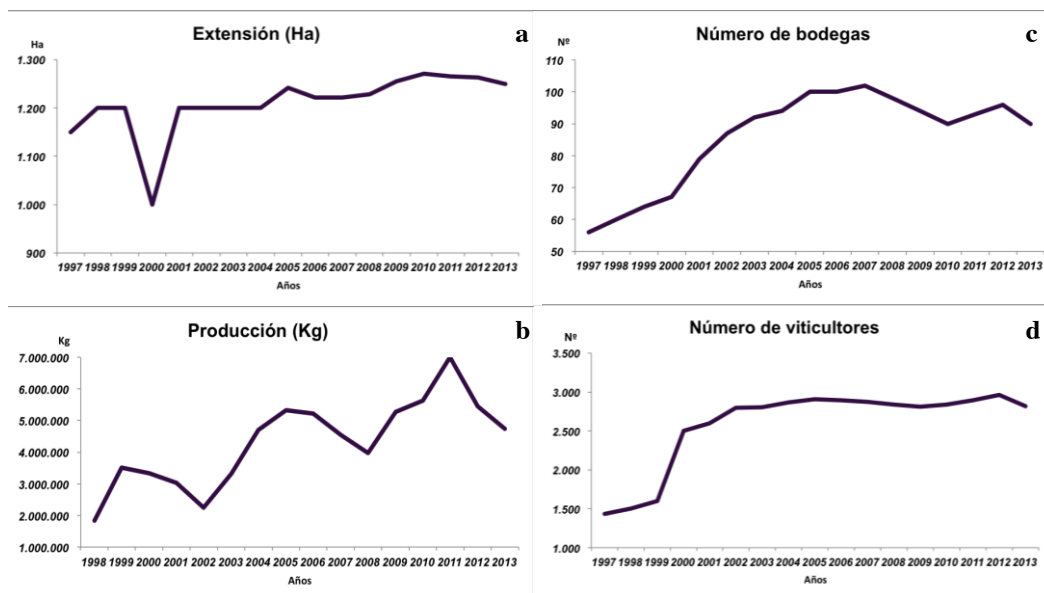 Extensión (Ha)
a
Ha
1.300
1.200
1.100
1.000
900
1997 1998 1999 2000 2001 2002 2003 2004 2005 2006 2007 2008 2009 2010 2011 2012 2013
Años
Número de bodegas
c
Nº
110
100
90
80
70
60
50
1997 1998 1999 2000 2001 2002 2003 2004 2005 2006 2007 2008 2009 2010 2011 2012 2013
Años
Producción (Kg)
b
Kg
7.000.000
6.000.000
5.000.000
4.000.000
3.000.000
2.000.000
1.000.000
1998 1999 2000 2001 2002 2003 2004 2005 2006 2007 2008 2009 2010 2011 2012 2013
Años
Número de viticultores
d
Nº
3.500
3.000
2.500
2.000
1.500
1.000
1997 1998 1999 2000 2001 2002 2003 2004 2005 2006 2007 2008 2009 2010 2011 2012 2013
Años